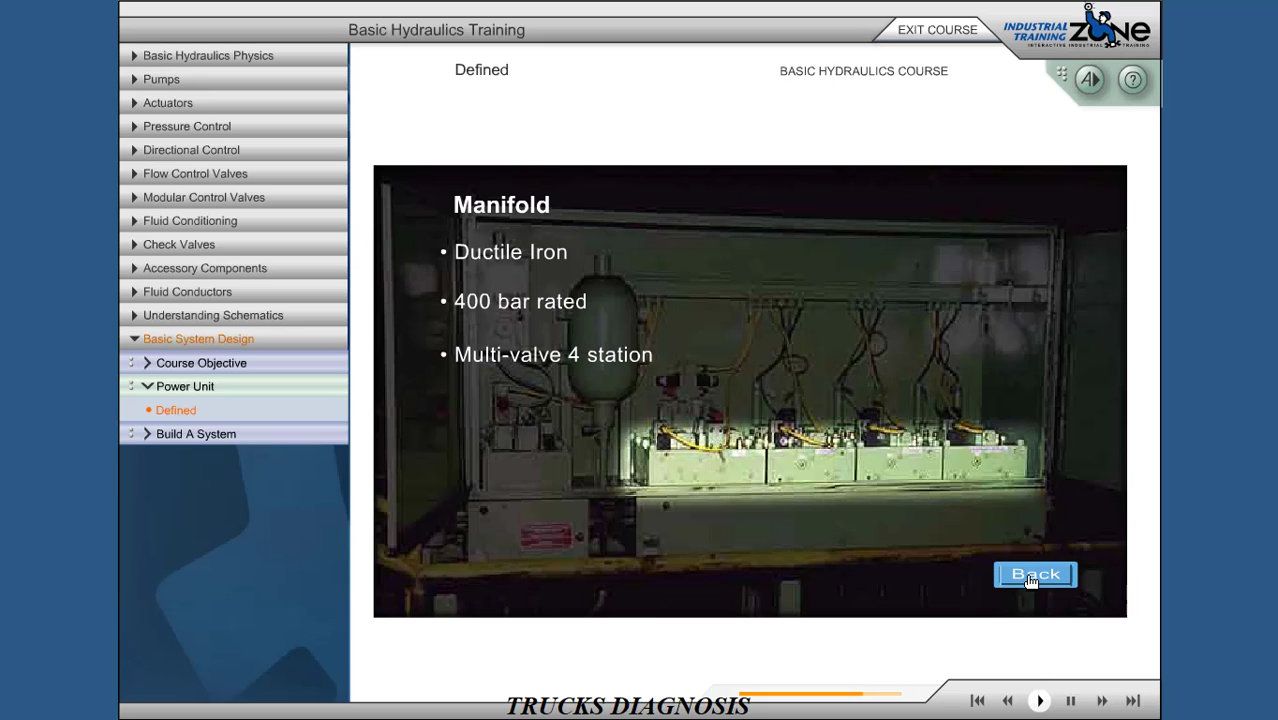 Basic Hydraulics Training
EXIT COURSE
INDUSTRIAL
TRAINING
ZONE
INTERACTIVE INDUSTRIAL TRAINING
Basic Hydraulics Physics
Pumps
Actuators
Pressure Control
Directional Control
Flow Control Valves
Modular Control Valves
Fluid Conditioning
Check Valves
Accessory Components
Fluid Conductors
Understanding Schematics
Basic System Design
Course Objective
Power Unit
• Defined
Build A System
Defined
BASIC HYDRAULICS COURSE
A
?
Manifold
• Ductile Iron
• 400 bar rated
• Multi-valve 4 station
Back
TRUCKS DIAGNOSIS